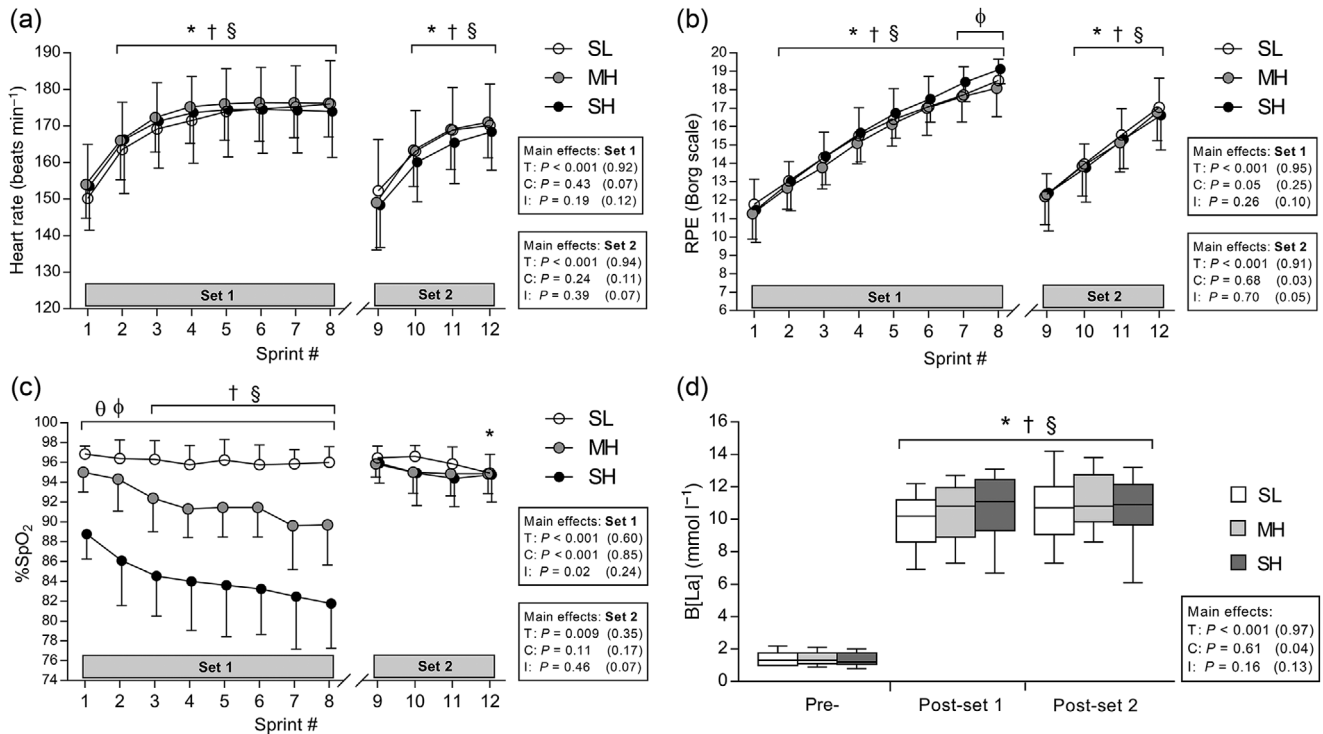 (a)
* † §
* † §
Heart rate (beats min⁻¹)
190
180
170
160
150
140
130
120
Set 1
Set 2
1 2 3 4 5 6 7 8 9 10 11 12
Sprint #
SL
MH
SH
Main effects: Set 1
T: P < 0.001 (0.92)
C: P = 0.43 (0.07)
I: P = 0.19 (0.12)
Main effects: Set 2
T: P < 0.001 (0.94)
C: P = 0.24 (0.11)
I: P = 0.39 (0.07)
(b)
ϕ
* † §
* † §
RPE (Borg scale)
20
19
18
17
16
15
14
13
12
11
10
9
8
7
6
Set 1
Set 2
1 2 3 4 5 6 7 8 9 10 11 12
Sprint #
SL
MH
SH
Main effects: Set 1
T: P < 0.001 (0.95)
C: P = 0.05 (0.25)
I: P = 0.26 (0.10)
Main effects: Set 2
T: P < 0.001 (0.91)
C: P = 0.68 (0.03)
I: P = 0.70 (0.05)
(c)
† §
θ ϕ
*
%SpO₂
100
98
96
94
92
90
88
86
84
82
80
78
76
74
Set 1
Set 2
1 2 3 4 5 6 7 8 9 10 11 12
Sprint #
SL
MH
SH
Main effects: Set 1
T: P < 0.001 (0.60)
C: P < 0.001 (0.85)
I: P = 0.02 (0.24)
Main effects: Set 2
T: P = 0.009 (0.35)
C: P = 0.11 (0.17)
I: P = 0.46 (0.07)
(d)
* † §
B[La] (mmol l⁻¹)
16
14
12
10
8
6
4
2
0
Pre- Post-set 1 Post-set 2
SL
MH
SH
Main effects:
T: P < 0.001 (0.97)
C: P = 0.61 (0.04)
I: P = 0.16 (0.13)